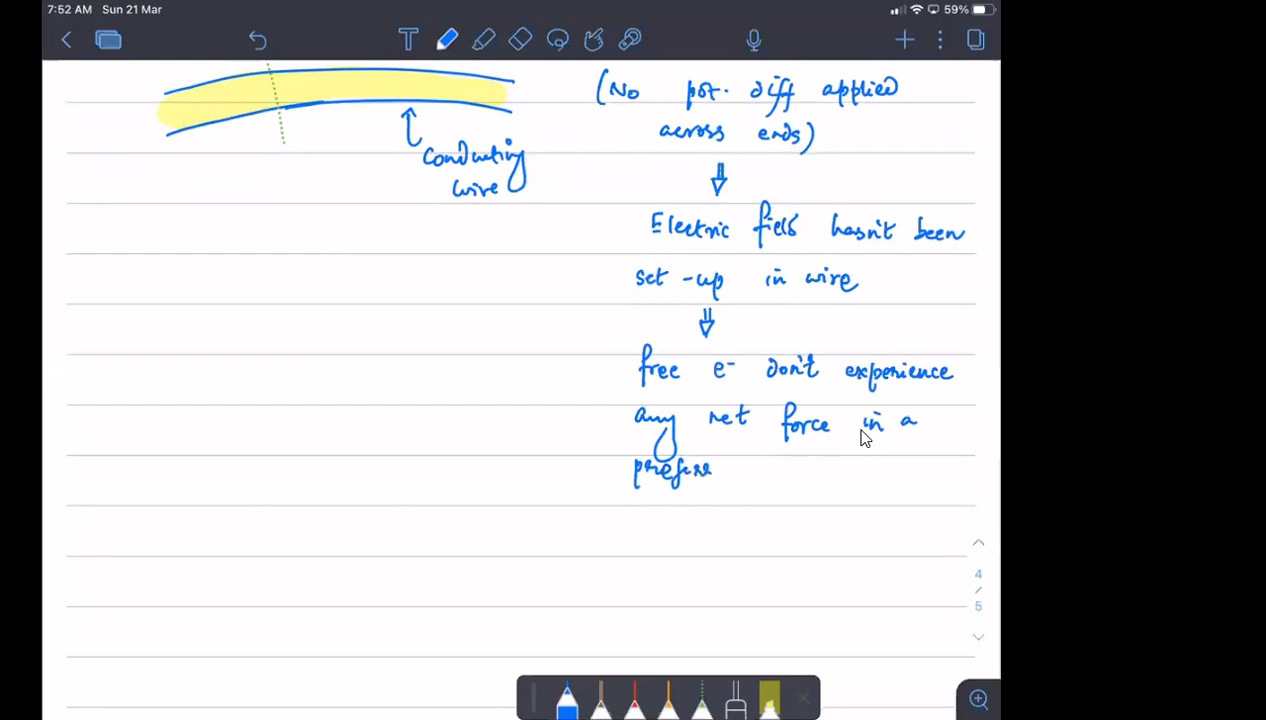 7:52 AM Sun 21 Mar
59%
T
(No pot. diff applied
across ends)
conducting
wire
Electric field hasn't been
set-up in wire
free e⁻ don't experience
any net force in a
prefere
4
/
5